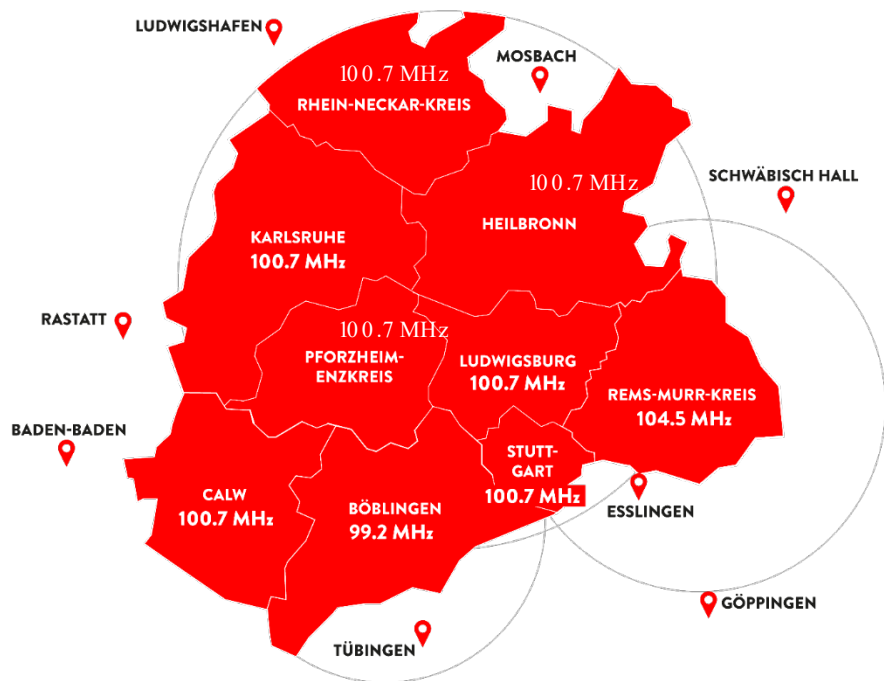 LUDWIGSHAFEN
MOSBACH
100.7 MHz
RHEIN-NECKAR-KREIS
SCHWÄBISCH HALL
100.7 MHz
HEILBRONN
KARLSRUHE
100.7 MHz
RASTATT
100.7 MHz
PFORZHEIM-
ENZKREIS
LUDWIGSBURG
100.7 MHz
REMS-MURR-KREIS
104.5 MHz
BADEN-BADEN
STUTT-
GART
100.7 MHz
CALW
100.7 MHz
BÖBLINGEN
99.2 MHz
ESSLINGEN
GÖPPINGEN
TÜBINGEN